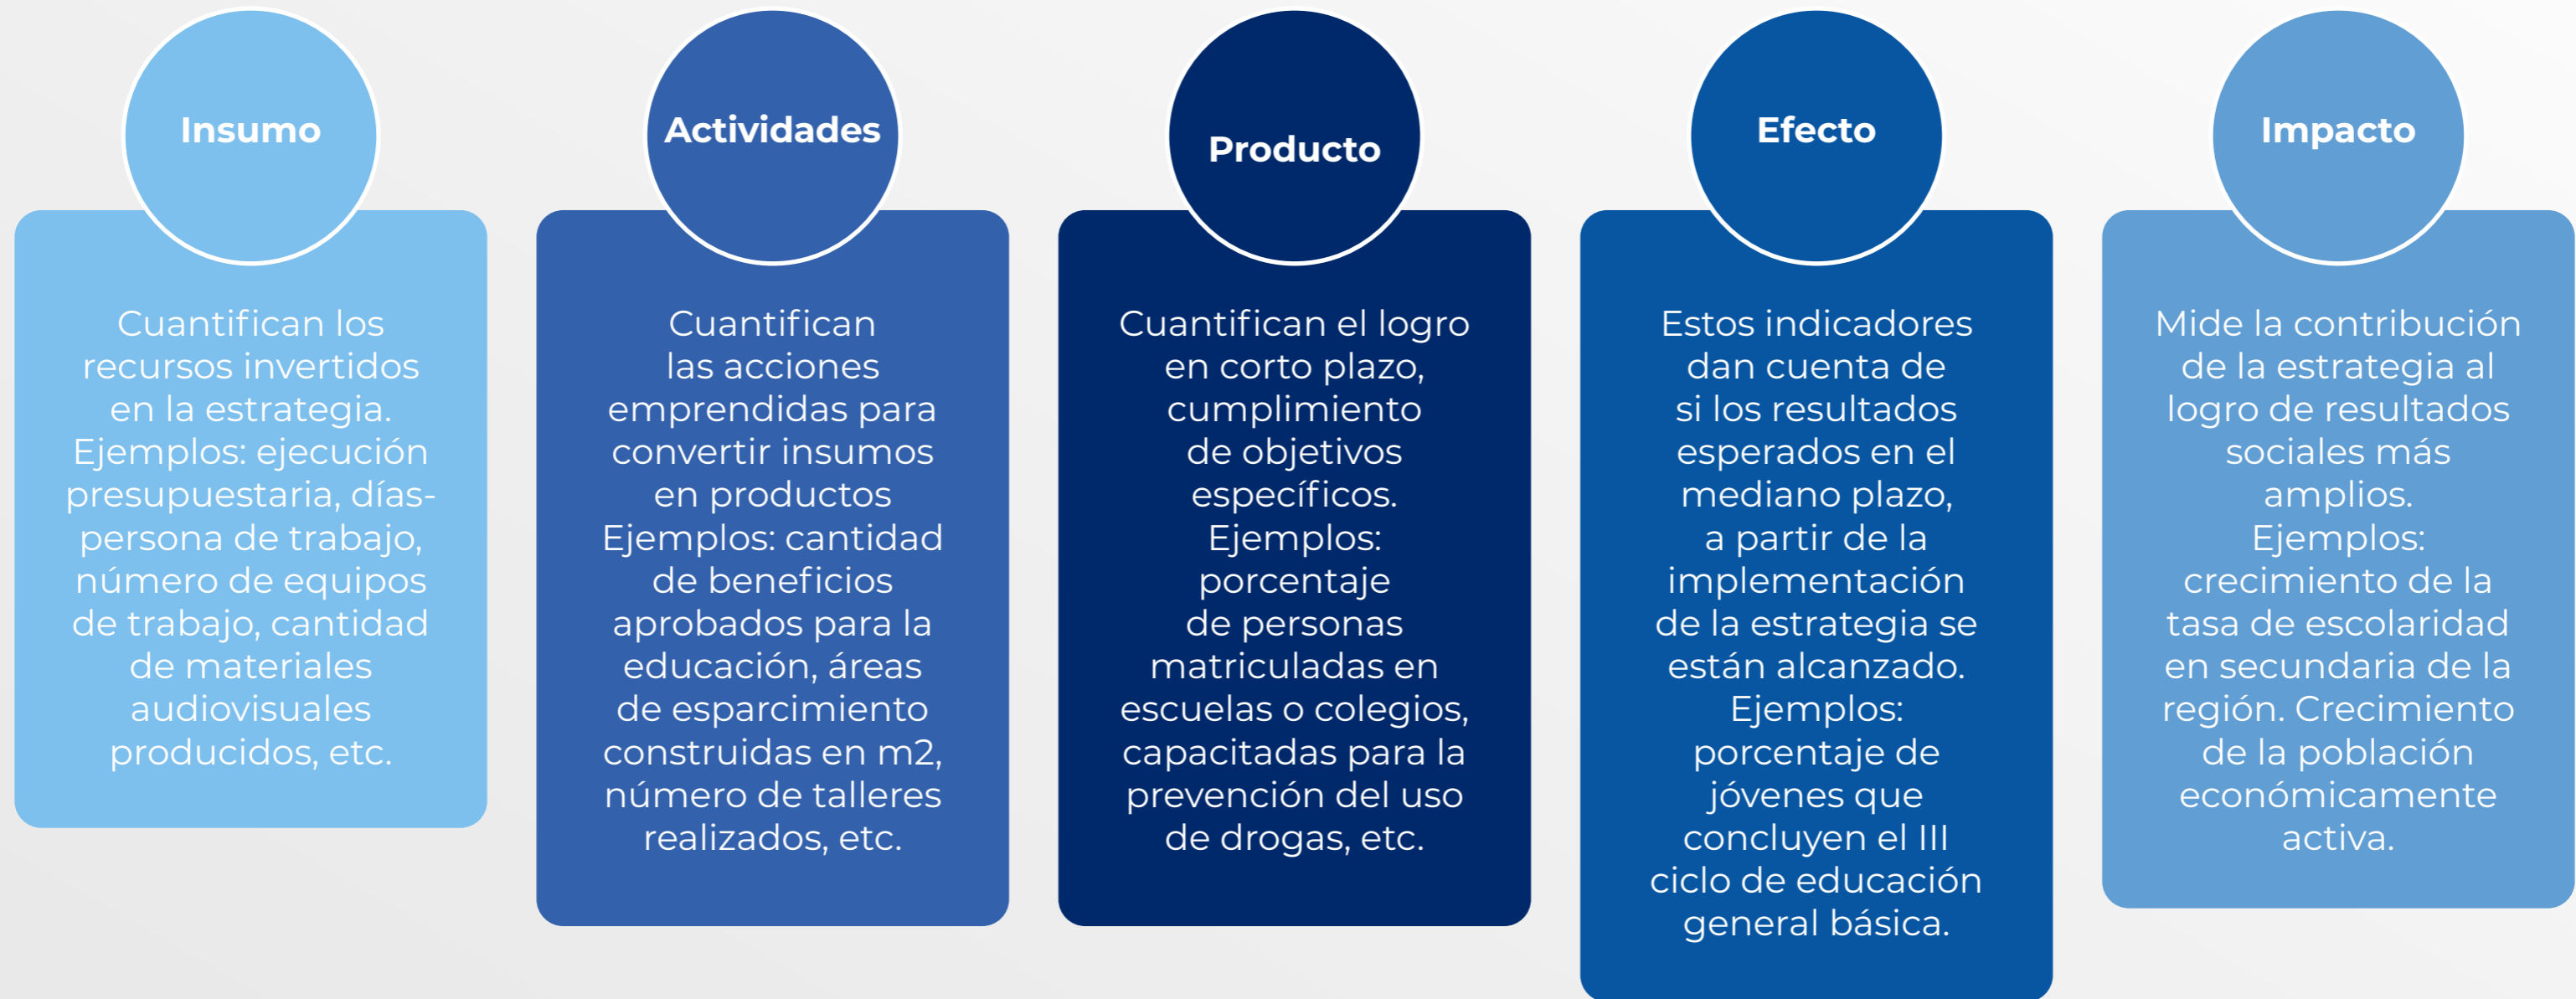 Insumo
Cuantifican los
recursos invertidos
en la estrategia.
Ejemplos: ejecución
presupuestaria, días-
persona de trabajo,
número de equipos
de trabajo, cantidad
de materiales
audiovisuales
producidos, etc.
Actividades
Cuantifican
las acciones
emprendidas para
convertir insumos
en productos
Ejemplos: cantidad
de beneficios
aprobados para la
educación, áreas
de esparcimiento
construidas en m2,
número de talleres
realizados, etc.
Producto
Cuantifican el logro
en corto plazo,
cumplimiento
de objetivos
específicos.
Ejemplos:
porcentaje
de personas
matriculadas en
escuelas o colegios,
capacitadas para la
prevención del uso
de drogas, etc.
Efecto
Estos indicadores
dan cuenta de
si los resultados
esperados en el
mediano plazo,
a partir de la
implementación
de la estrategia se
están alcanzado.
Ejemplos:
porcentaje de
jóvenes que
concluyen el III
ciclo de educación
general básica.
Impacto
Mide la contribución
de la estrategia al
logro de resultados
sociales más
amplios.
Ejemplos:
crecimiento de la
tasa de escolaridad
en secundaria de la
región. Crecimiento
de la población
económicamente
activa.